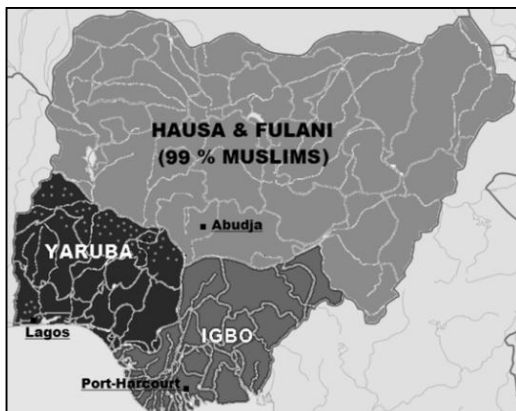 HAUSA & FULANI
(99 % MUSLIMS)
Abudja
YARUBA
IGBO
Lagos
Port-Harcourt